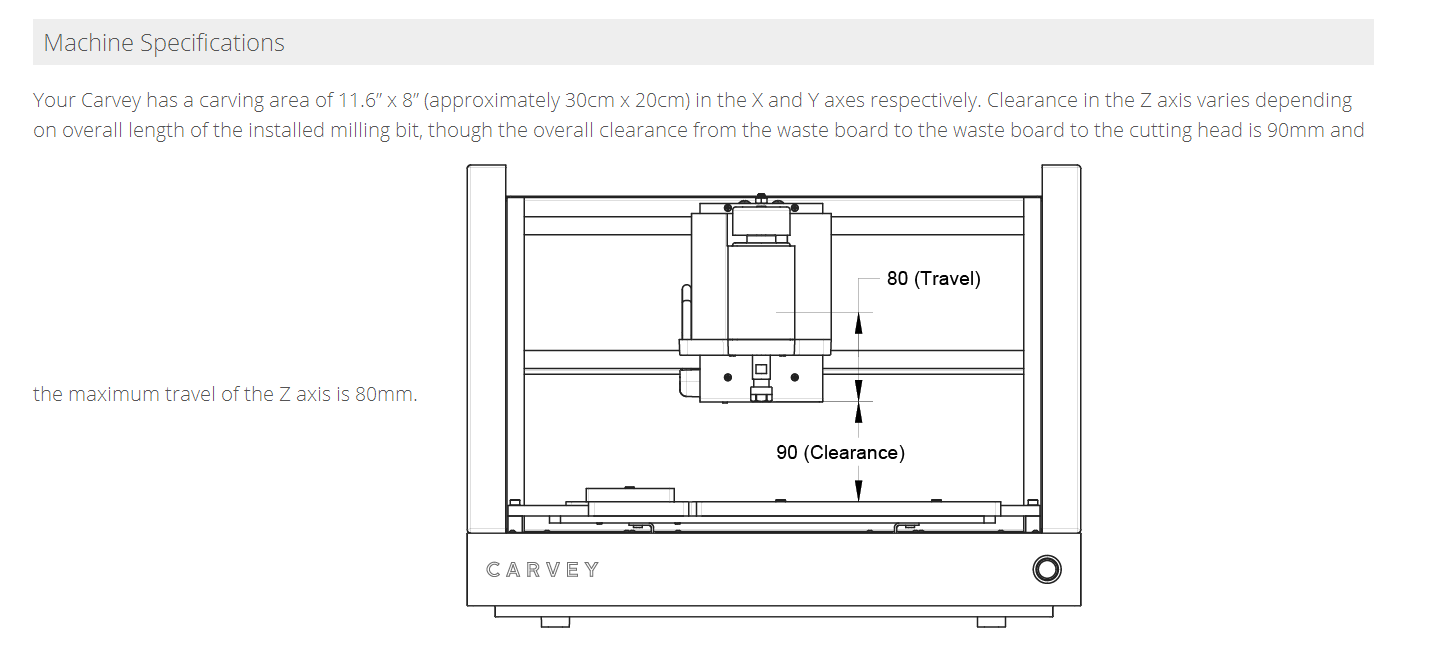 Machine Specifications
Your Carvey has a carving area of 11.6” x 8” (approximately 30cm x 20cm) in the X and Y axes respectively. Clearance in the Z axis varies depending
on overall length of the installed milling bit, though the overall clearance from the waste board to the waste board to the cutting head is 90mm and
80 (Travel)
the maximum travel of the Z axis is 80mm.
90 (Clearance)
CARVEY